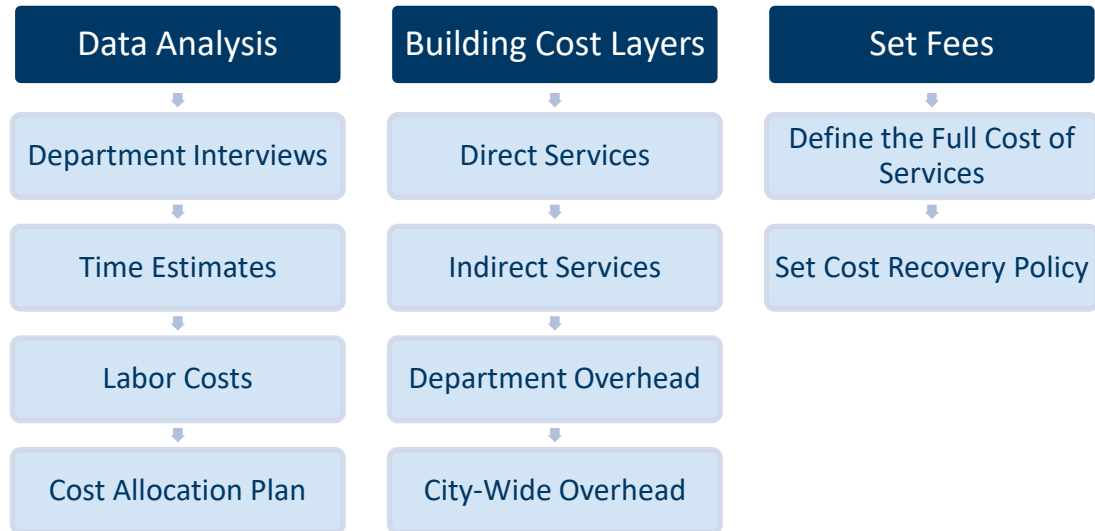 Data Analysis
Department Interviews
Time Estimates
Labor Costs
Cost Allocation Plan
Building Cost Layers
Direct Services
Indirect Services
Department Overhead
City-Wide Overhead
Set Fees
Define the Full Cost of
Services
Set Cost Recovery Policy